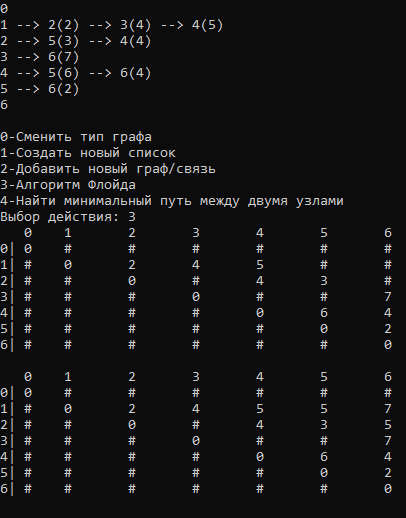 0
1 --> 2(2) --> 3(4) --> 4(5)
2 --> 5(3) --> 4(4)
3 --> 6(7)
4 --> 5(6) --> 6(4)
5 --> 6(2)
6
0-Сменить тип графа
1-Создать новый список
2-Добавить новый граф/связь
3-Алгоритм Флойда
4-Найти минимальный путь между двумя узлами
Выбор действия: 3
0 1 2 3 4 5 6
0| 0 # # # # # #
1| # 0 2 4 5 # #
2| # # 0 # 4 3 #
3| # # # 0 # # 7
4| # # # # 0 6 4
5| # # # # # 0 2
6| # # # # # # 0
0 1 2 3 4 5 6
0| 0 # # # # # #
1| # 0 2 4 5 5 7
2| # # 0 # 4 3 5
3| # # # 0 # # 7
4| # # # # 0 6 4
5| # # # # # 0 2
6| # # # # # # 0